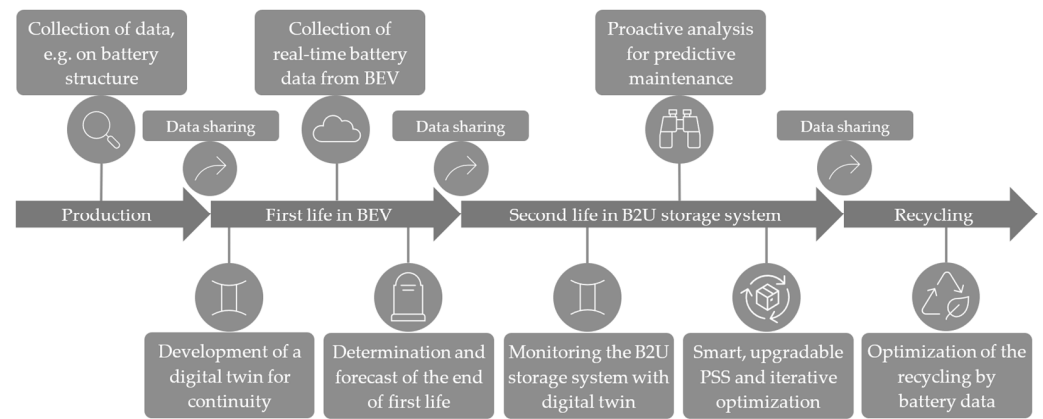 Collection of data,
e.g. on battery
structure
Collection of
real-time battery
data from BEV
Proactive analysis
for predictive
maintenance
Data sharing
Data sharing
Data sharing
Production
First life in BEV
Second life in B2U storage system
Recycling
Development of a
digital twin for
continuity
Determination and
forecast of the end
of first life
Monitoring the B2U
storage system with
digital twin
Smart, upgradable
PSS and iterative
optimization
Optimization of the
recycling by
battery data